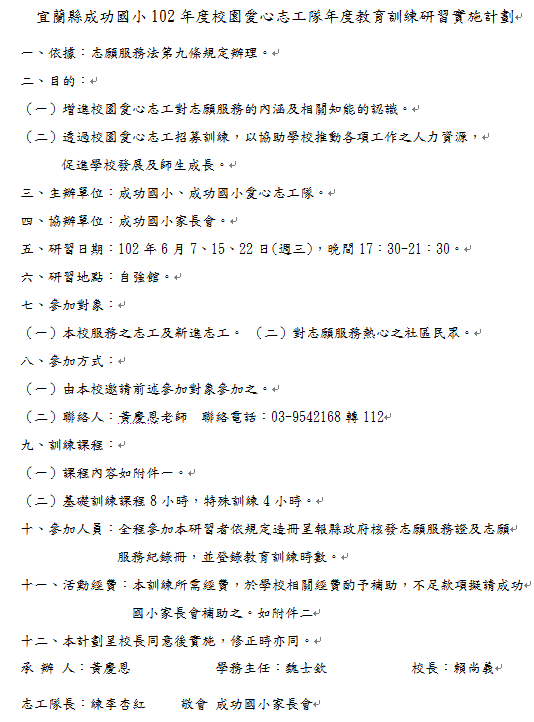 宜蘭縣成功國小102年度校園愛心志工隊年度教育訓練研習實施計劃
一、依據：志願服務法第九條規定辦理。
二、目的：
（一）增進校園愛心志工對志願服務的內涵及相關知能的認識。
（二）透過校園愛心志工招募訓練，以協助學校推動各項工作之人力資源，
促進學校發展及師生成長。
三、主辦單位：成功國小、成功國小愛心志工隊。
四、協辦單位：成功國小家長會。
五、研習日期：102年6月7、15、22日(週三)，晚間17：30-21：30。
六、研習地點：自強館。
七、參加對象：
（一）本校服務之志工及新進志工。 （二）對志願服務熱心之社區民眾。
八、參加方式：
（一）由本校邀請前述參加對象參加之。
（二）聯絡人：黃慶恩老師 聯絡電話：03-9542168轉112
九、訓練課程：
（一）課程內容如附件一。
（二）基礎訓練課程8小時，特殊訓練4小時。
十、參加人員：全程參加本研習者依規定造冊呈報縣政府核發志願服務證及志願
服務紀錄冊，並登錄教育訓練時數。
十一、活動經費：本訓練所需經費，於學校相關經費酌予補助，不足款項擬請成功
國小家長會補助之。如附件二
十二、本計劃呈校長同意後實施，修正時亦同。
承 辦 人：黃慶恩 學務主任：魏士欽 校長：賴尚義
志工隊長：練李杏紅 敬會 成功國小家長會